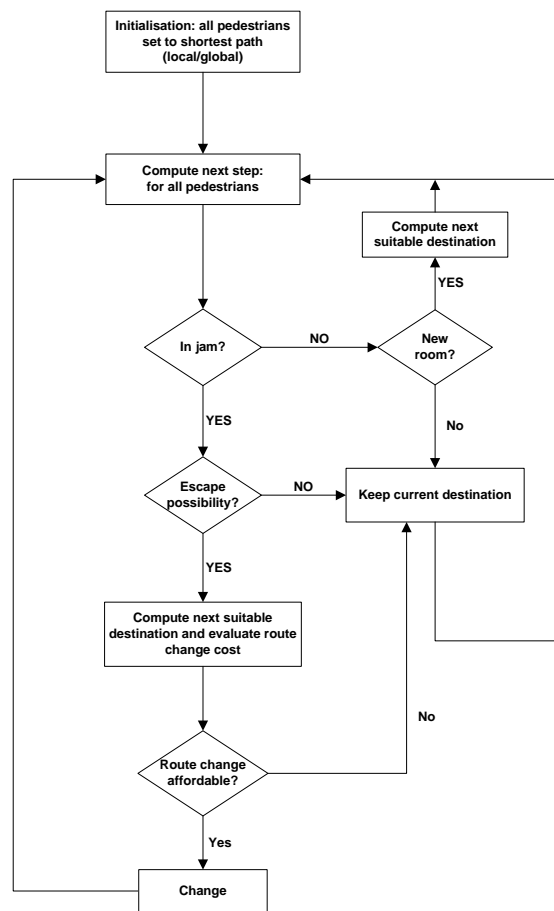 Initialisation: all pedestrians
set to shortest path
(local/global)
Compute next step:
for all pedestrians
Compute next
suitable destination
YES
In jam?
NO
New
room?
YES
No
Escape
possibility?
NO
Keep current destination
YES
Compute next suitable
destination and evaluate route
change cost
No
Route change
affordable?
Yes
Change